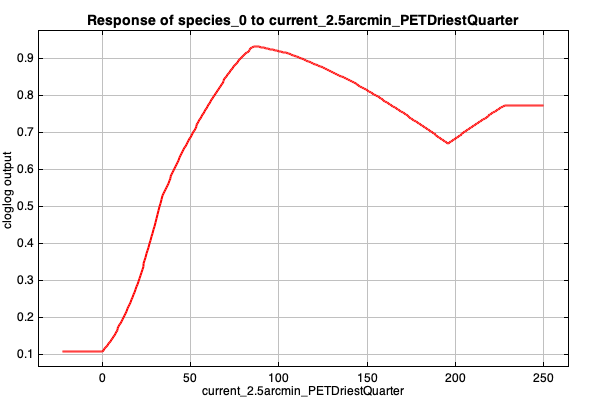 Response of species_0 to current_2.5arcmin_PETDriestQuarter
0.9
0.8
0.7
0.6
0.5
0.4
0.3
0.2
0.1
cloglog output
0 50 100 150 200 250
current_2.5arcmin_PETDriestQuarter